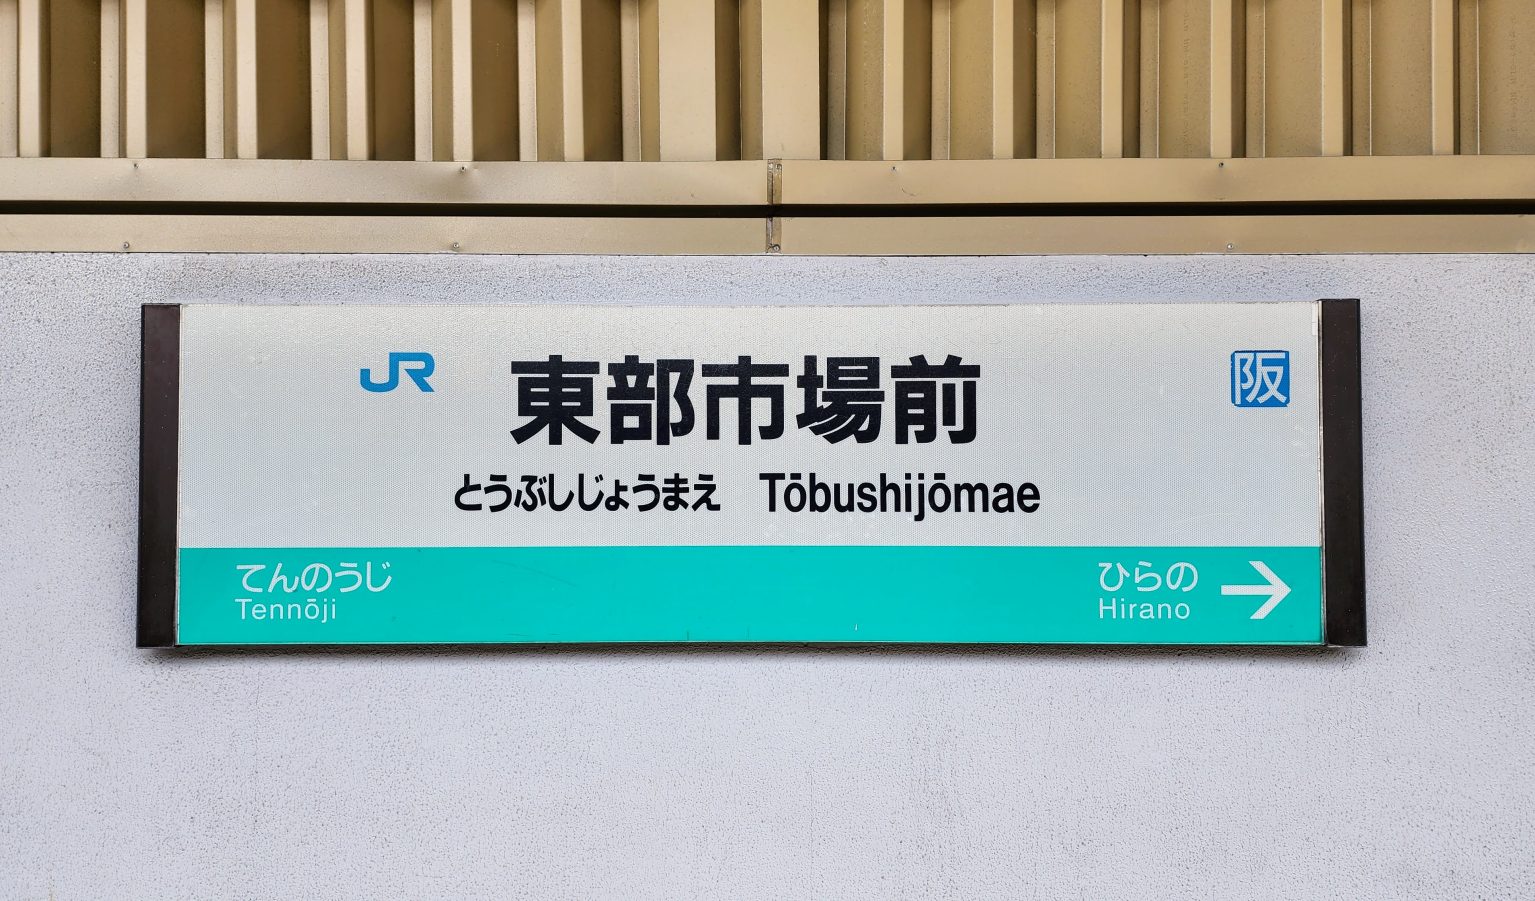 JR 東部市場前 阪
とうぶしじょうまえ Tōbushijōmae
てんのうじ ひらの →
Tennōji Hirano